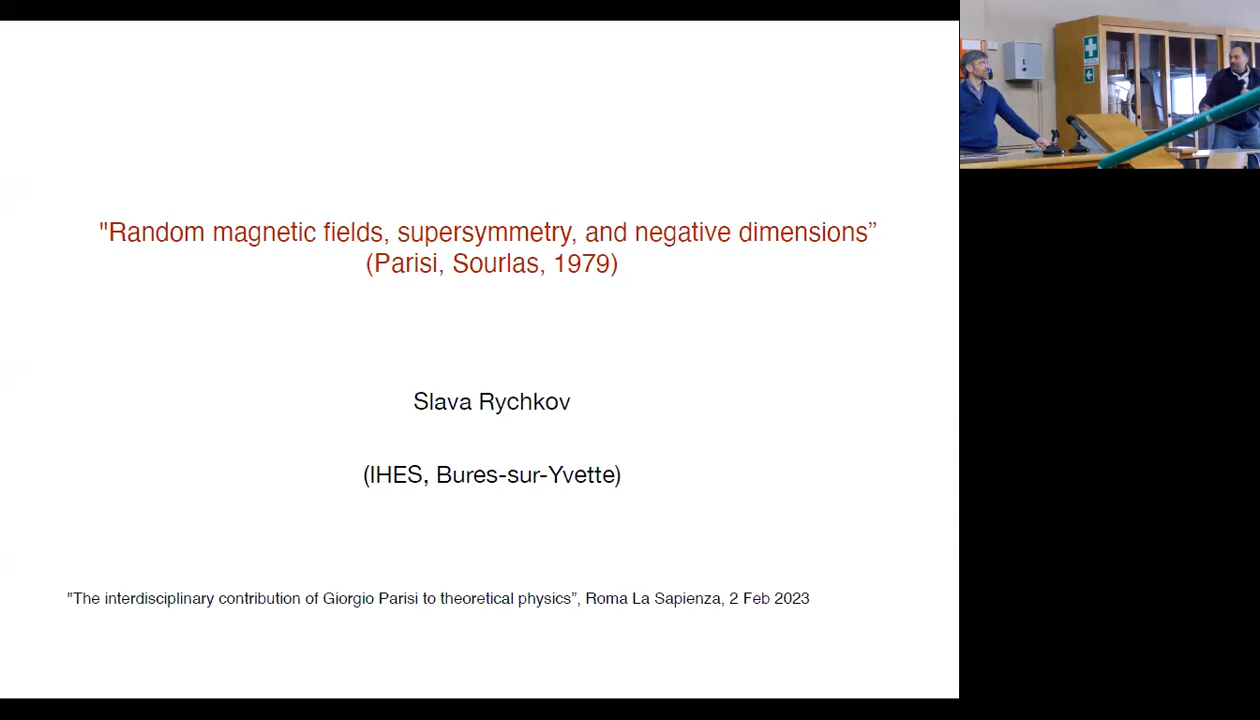 "Random magnetic fields, supersymmetry, and negative dimensions”
(Parisi, Sourlas, 1979)
Slava Rychkov
(IHES, Bures-sur-Yvette)
"The interdisciplinary contribution of Giorgio Parisi to theoretical physics”, Roma La Sapienza, 2 Feb 2023